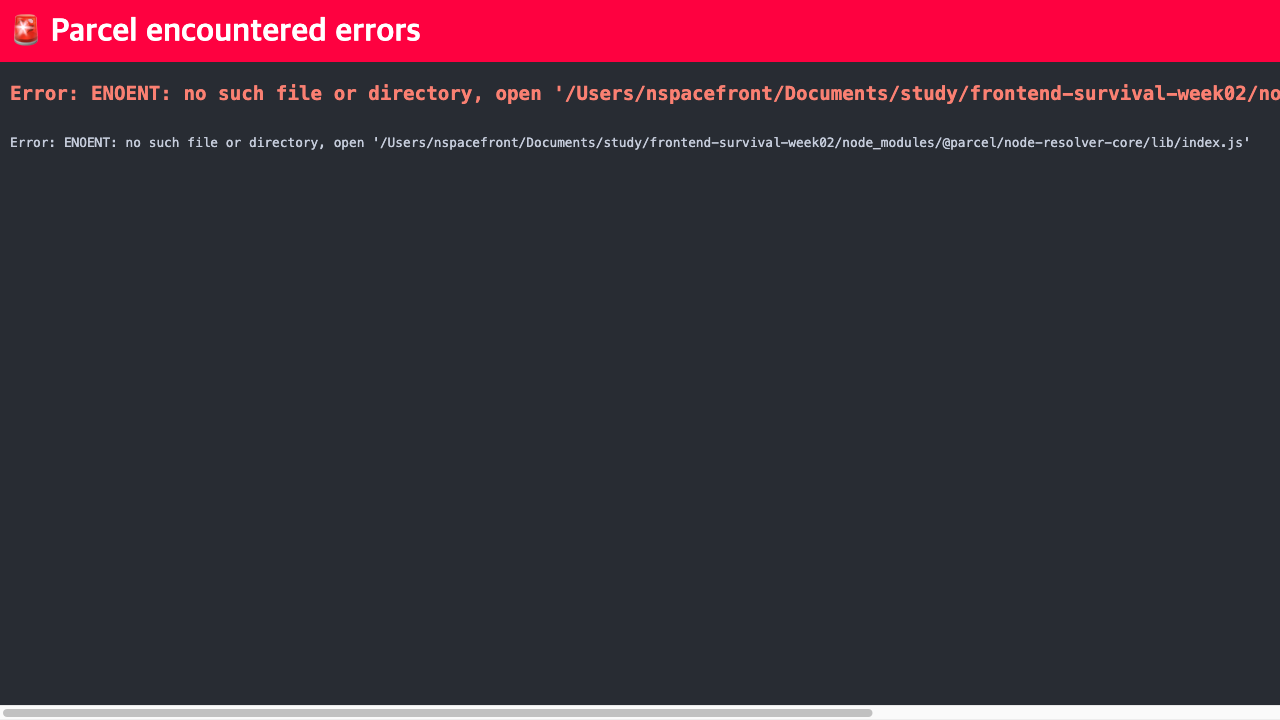 Parcel encountered errors
Error: ENOENT: no such file or directory, open '/Users/nspacefront/Documents/study/frontend-survival-week02/no
Error: ENOENT: no such file or directory, open '/Users/nspacefront/Documents/study/frontend-survival-week02/node_modules/@parcel/node-resolver-core/lib/index.js'